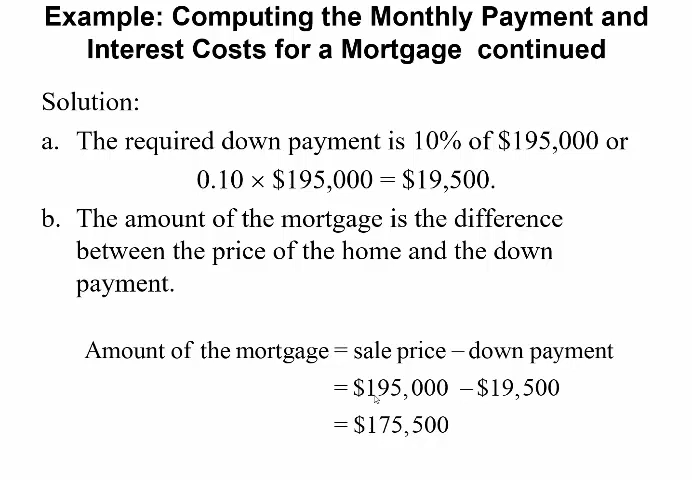 Example: Computing the Monthly Payment and
Interest Costs for a Mortgage continued
Solution:
a. The required down payment is 10% of $195,000 or
0.10 × $195,000 = $19,500.
b. The amount of the mortgage is the difference
between the price of the home and the down
payment.
Amount of the mortgage = sale price – down payment
= $195,000 – $19,500
= $175,500